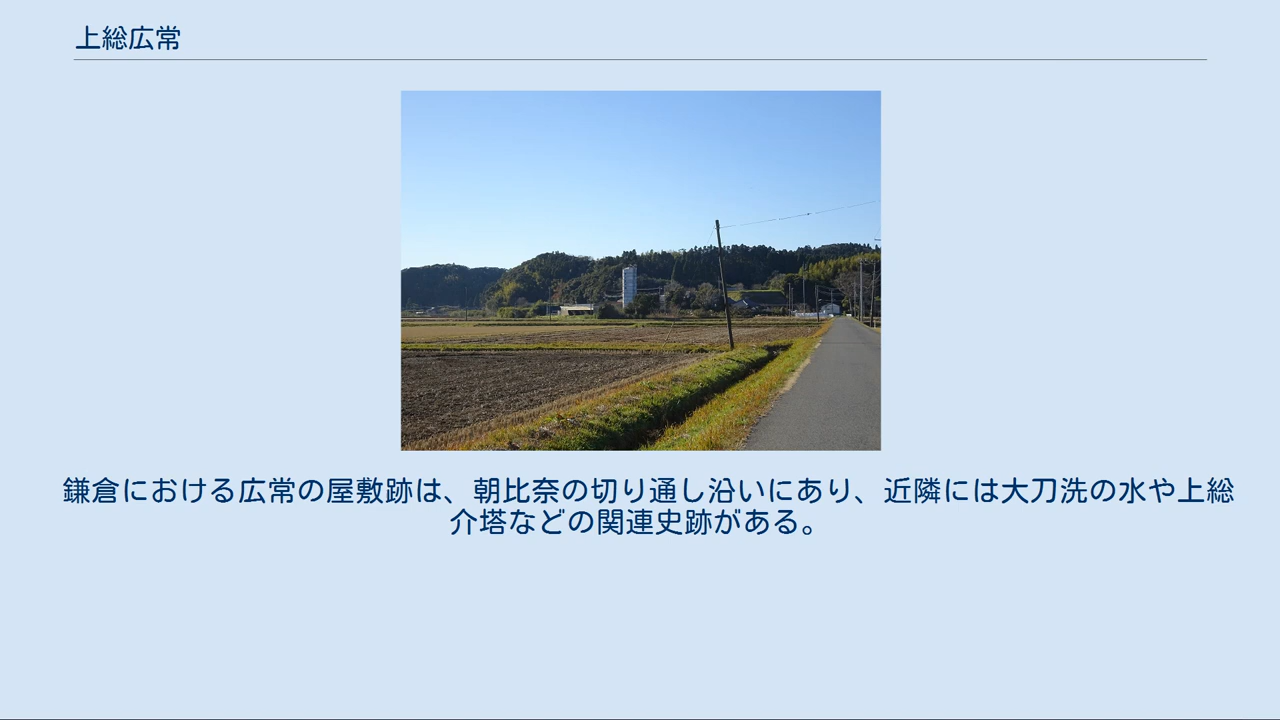 上総広常
鎌倉における広常の屋敷跡は、朝比奈の切り通し沿いにあり、近隣には大刀洗の水や上総
介塔などの関連史跡がある。